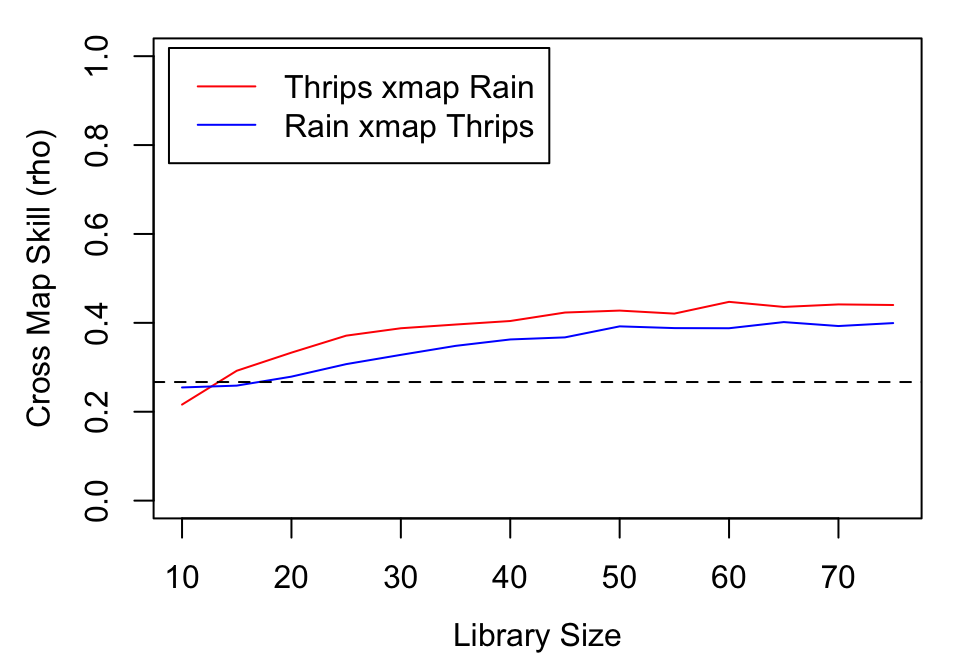 Thrips xmap Rain
Rain xmap Thrips
Cross Map Skill (rho)
1.0
0.8
0.6
0.4
0.2
0.0
10 20 30 40 50 60 70
Library Size